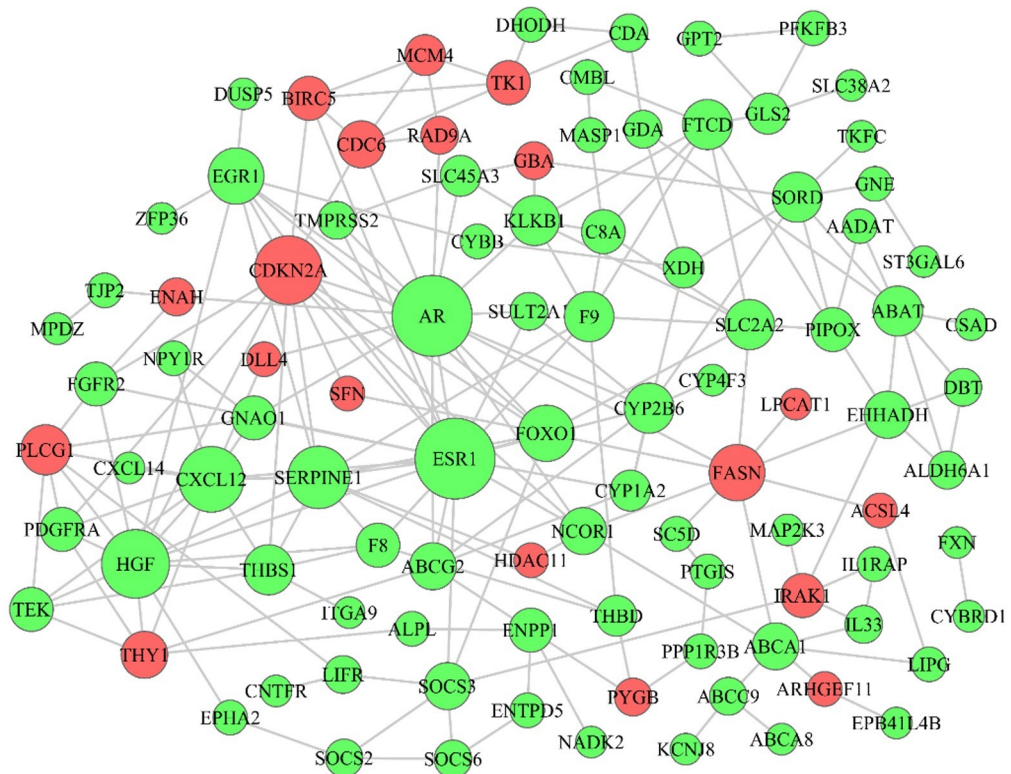 DHODH
CDA
GPT2
PFKFB3
MCM4
TK1
CMBL
SLC38A2
DUSP5
BIRC5
GLS2
CDC6
RAD9A
MASP1
GDA
FTCD
TKFC
EGR1
SLC45A3
GBA
SORD
GNE
ZFP36
TMPRSS2
KLKB1
C8A
AADAT
CYBB
XDH
ST3GAL6
CDKN2A
TJP2
ENAH
AR
F9
SLC2A2
PIPOX
ABAT
CSAD
MPDZ
NPY1R
DLL4
FGFR2
SFN
CYP4F3
DBT
GNAO1
CYP2B6
LPCAT1
EHHADH
PLCG1
FOXO1
CXCL14
CXCL12
SERPINE1
ESR1
FASN
ALDH6A1
CYP1A2
ACSL4
PDGFRA
F8
NCOR1
SC5D
MAP2K3
FXN
HGF
THBS1
ABCG2
HDAC11
PTGIS
IL1RAP
TEK
ITGA9
IRAK1
THBD
CYBRD1
ALPL
ENPP1
IL33
THY1
PPP1R3B
ABCA1
LIPG
LIFR
CNTFR
SOCS3
PYGB
ABCC9
ARHGEF11
EPHA2
ENTPD5
EPB41L4B
NADK2
KCNJ8
ABCA8
SOCS2
SOCS6